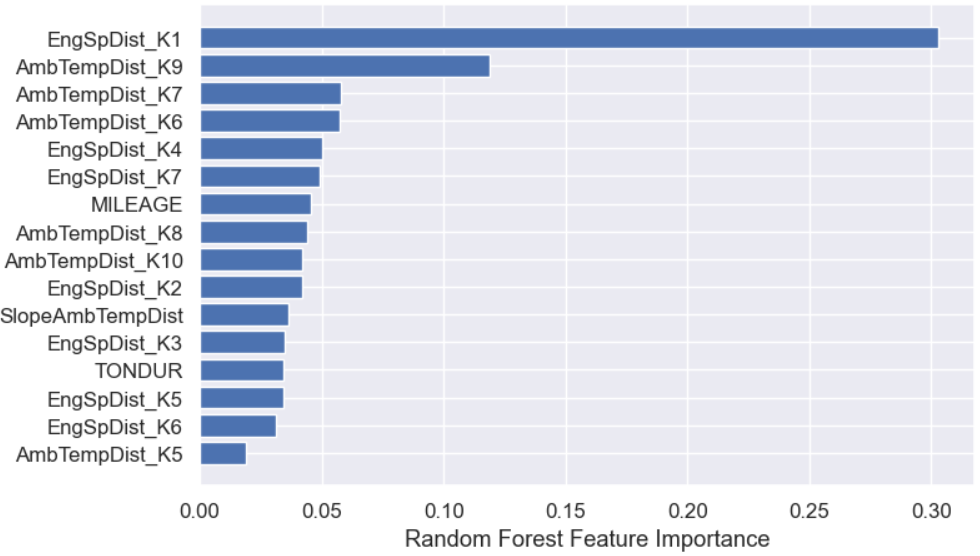 EngSpDist_K1
AmbTempDist_K9
AmbTempDist_K7
AmbTempDist_K6
EngSpDist_K4
EngSpDist_K7
MILEAGE
AmbTempDist_K8
AmbTempDist_K10
EngSpDist_K2
SlopeAmbTempDist
EngSpDist_K3
TONDUR
EngSpDist_K5
EngSpDist_K6
AmbTempDist_K5
0.00 0.05 0.10 0.15 0.20 0.25 0.30
Random Forest Feature Importance